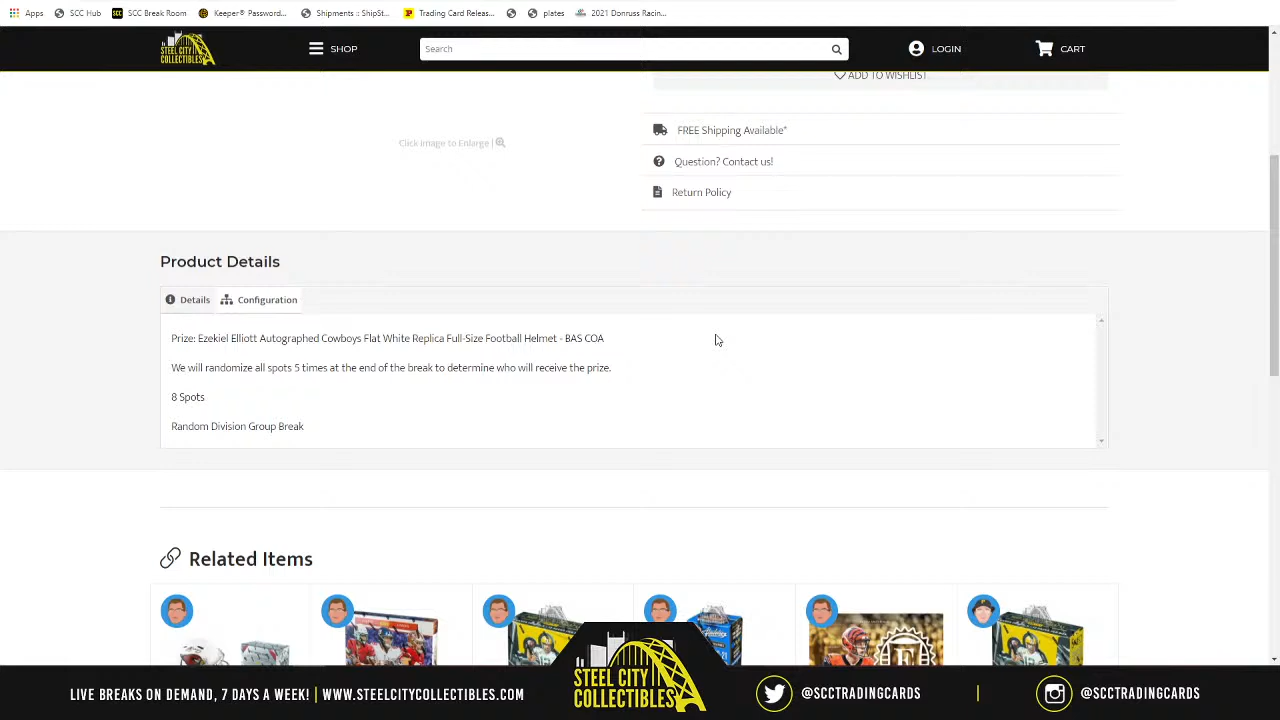 Apps SCC Hub SCC Break Room Keeper® Password... Shipments :: ShipSt... Trading Card Releas... plates 2021 Donruss Racin...
STEEL CITY COLLECTIBLES
SHOP
Search
LOGIN
CART
ADD TO WISHLIST
Click image to Enlarge |
FREE Shipping Available*
Question? Contact us!
Return Policy
Product Details
Details Configuration
Prize: Ezekiel Elliott Autographed Cowboys Flat White Replica Full-Size Football Helmet - BAS COA
We will randomize all spots 5 times at the end of the break to determine who will receive the prize.
8 Spots
Random Division Group Break
Related Items
LIVE BREAKS ON DEMAND, 7 DAYS A WEEK! | WWW.STEELCITYCOLLECTIBLES.COM
STEEL CITY
COLLECTIBLES
@SCCTRADINGCARDS | @SCCTRADINGCARDS